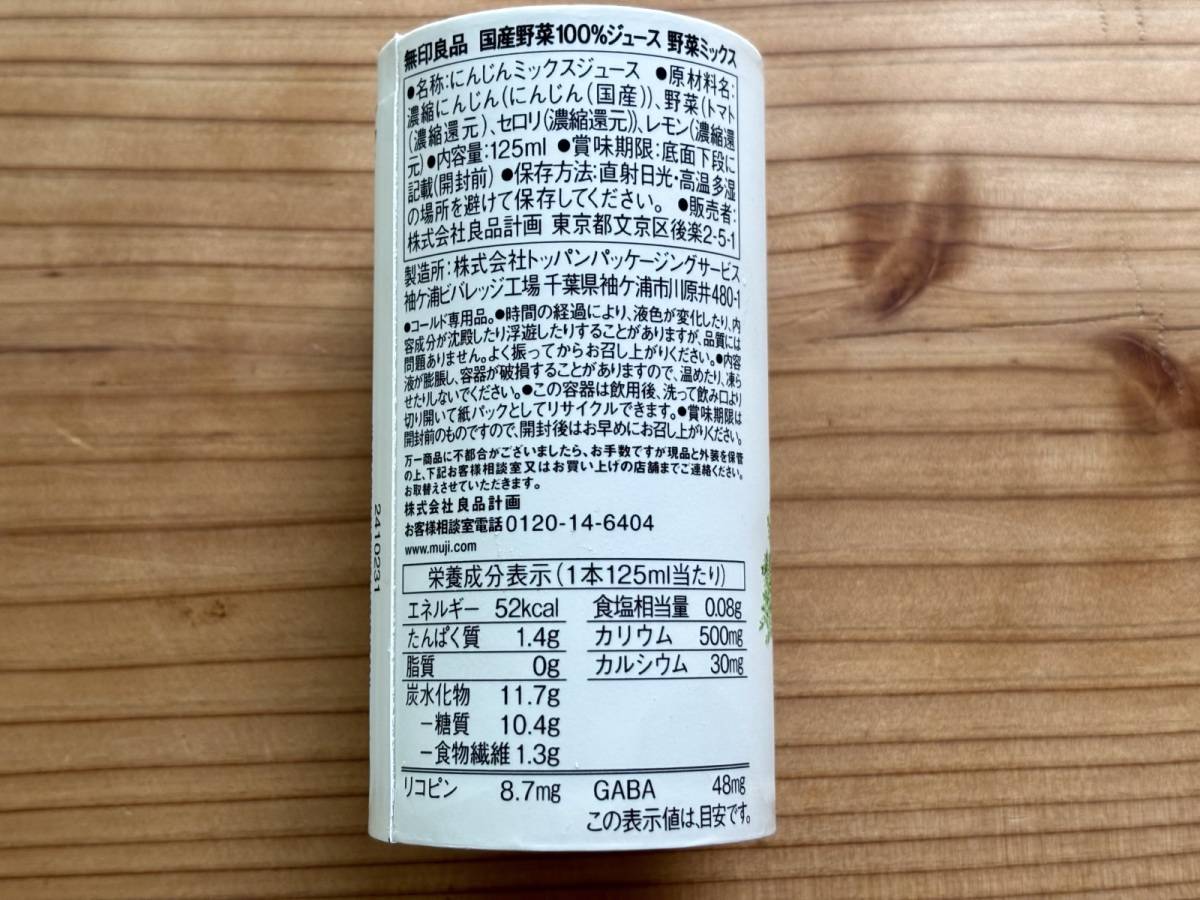 無印良品 国産野菜100%ジュース 野菜ミックス
●名称:にんじんミックスジュース ●原材料名:
濃縮にんじん(にんじん(国産))、野菜(トマト
(濃縮還元)、セロリ(濃縮還元))、レモン(濃縮還
元)●内容量:125ml ●賞味期限:底面下段に
記載(開封前) ●保存方法:直射日光・高温多湿
の場所を避けて保存してください。 ●販売者:
株式会社良品計画 東京都文京区後楽2-5-1
製造所:株式会社トッパンパッケージングサービス
袖ケ浦ビバレッジ工場 千葉県袖ケ浦市川原井480-1
●コールド専用品。●時間の経過により、液色が変化したり、内
容成分が沈殿したり浮遊したりすることがありますが、品質には
問題ありません。よく振ってからお召し上がりください。●内容
液が膨脹し、容器が破損することがありますので、温めたり、凍ら
せたりしないでください。●この容器は飲用後、洗って飲み口より
切り開いて紙パックとしてリサイクルできます。●賞味期限は
開封前のものですので、開封後はお早めにお召し上がりください。
万一商品に不都合がございましたら、お手数ですが現品と外装を保管
の上、下記お客様相談室又はお買い上げの店舗までご連絡ください。
お取替えさせていただきます。
株式会社良品計画
お客様相談室電話0120-14-6404
www.muji.com
栄養成分表示(1本125ml当たり)
エネルギー 52kcal 食塩相当量 0.08g
たんぱく質 1.4g カリウム 500mg
脂質 0g カルシウム 30mg
炭水化物 11.7g
-糖質 10.4g
-食物繊維 1.3g
リコピン 8.7mg GABA 48mg
この表示値は、目安です。
2410231